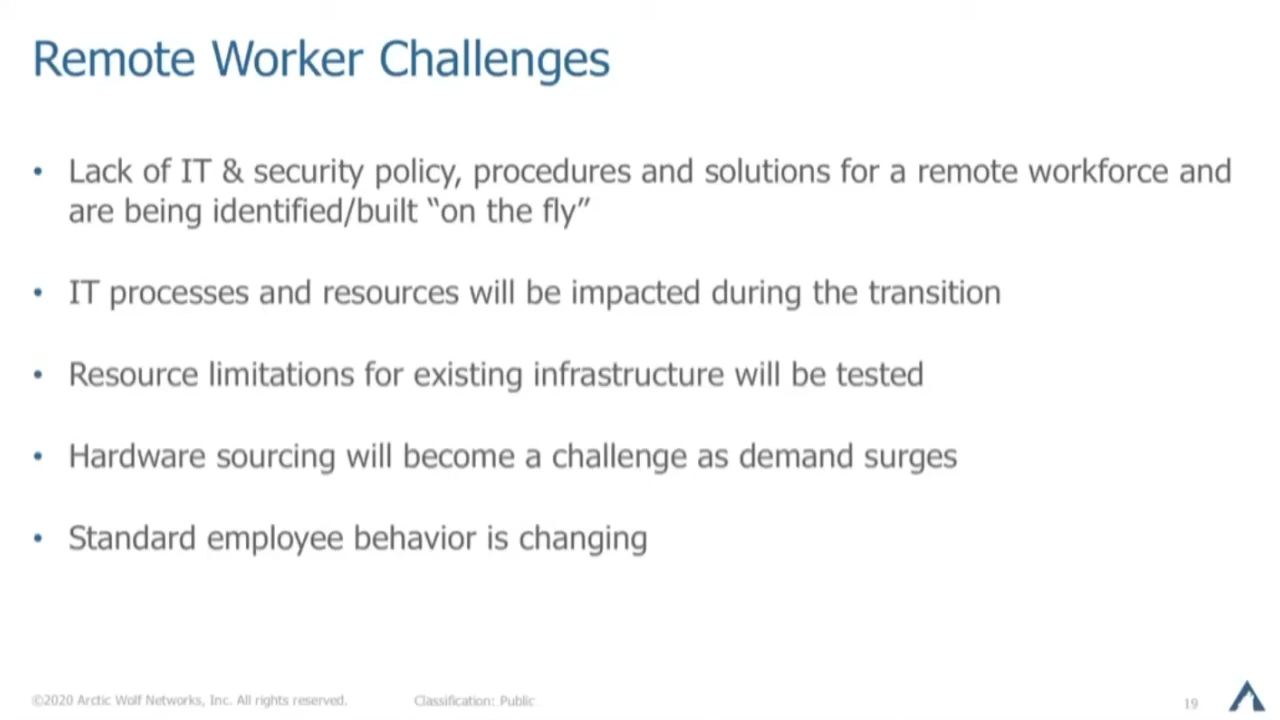 Remote Worker Challenges
• Lack of IT & security policy, procedures and solutions for a remote workforce and
are being identified/built “on the fly”
• IT processes and resources will be impacted during the transition
• Resource limitations for existing infrastructure will be tested
• Hardware sourcing will become a challenge as demand surges
• Standard employee behavior is changing
©2020 Arctic Wolf Networks, Inc. All rights reserved. Classification: Public 19